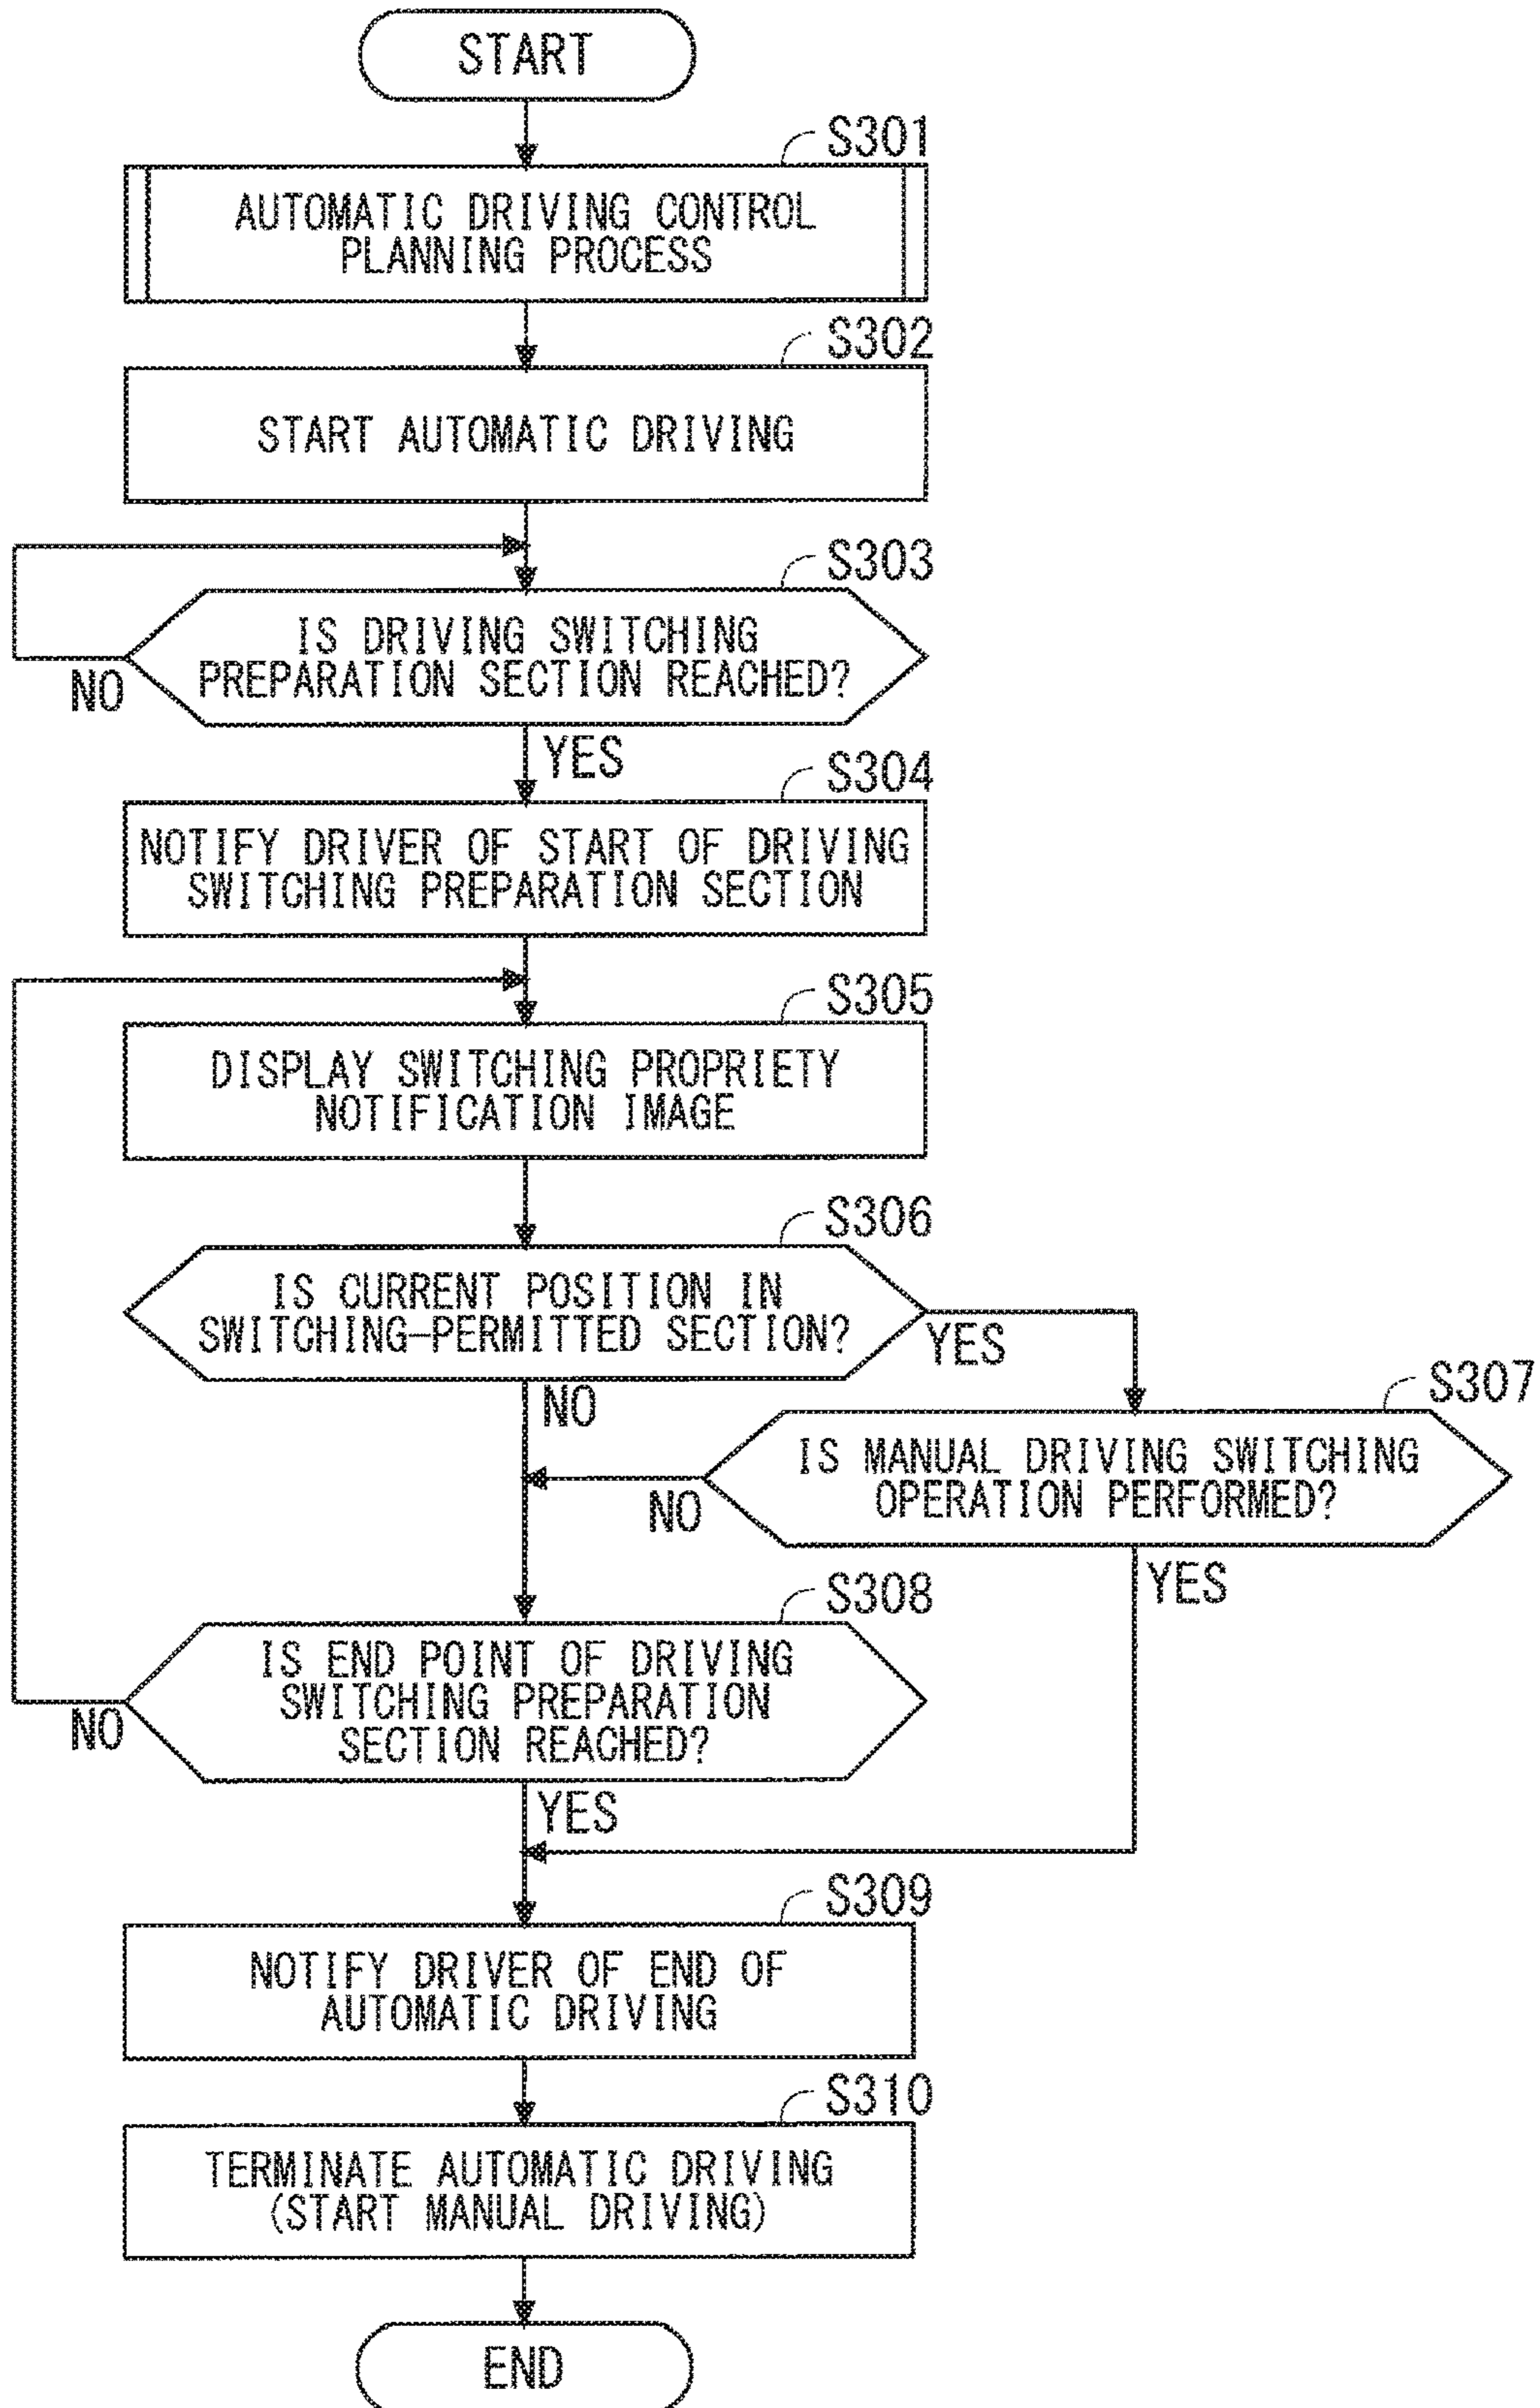 START
S301
AUTOMATIC DRIVING CONTROL
PLANNING PROCESS
S302
START AUTOMATIC DRIVING
S303
IS DRIVING SWITCHING
PREPARATION SECTION REACHED?
NO
YES
S304
NOTIFY DRIVER OF START OF DRIVING
SWITCHING PREPARATION SECTION
S305
DISPLAY SWITCHING PROPRIETY
NOTIFICATION IMAGE
S306
IS CURRENT POSITION IN
SWITCHING-PERMITTED SECTION?
YES
NO
S307
IS MANUAL DRIVING SWITCHING
OPERATION PERFORMED?
NO
YES
S308
IS END POINT OF DRIVING
SWITCHING PREPARATION
SECTION REACHED?
NO
YES
S309
NOTIFY DRIVER OF END OF
AUTOMATIC DRIVING
S310
TERMINATE AUTOMATIC DRIVING
(START MANUAL DRIVING)
END